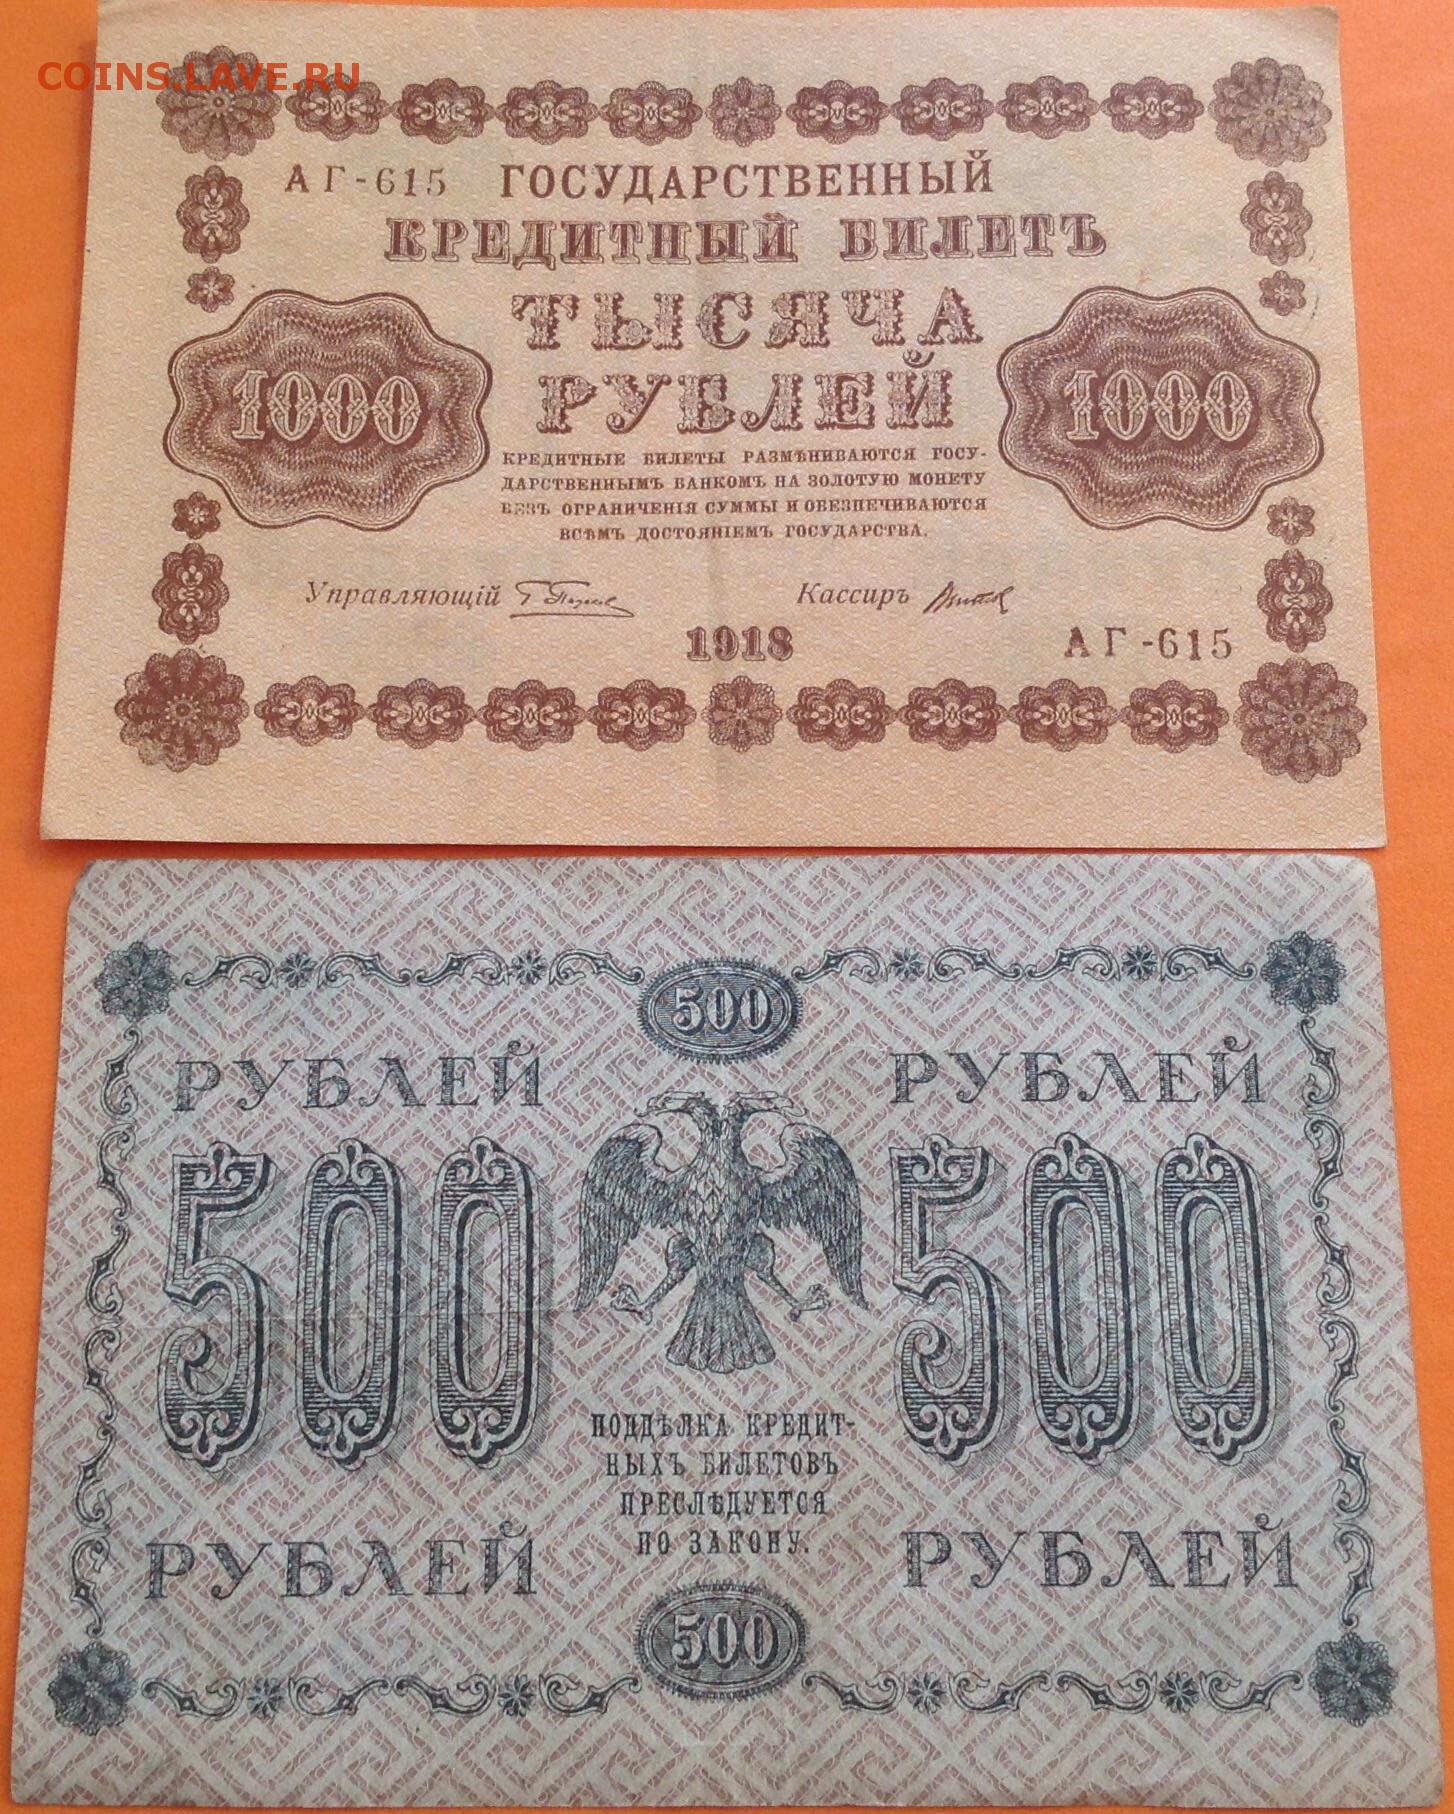 COINS.LAVE.RU
АГ-615 ГОСУДАРСТВЕННЫЙ
КРЕДИТНЫЙ БИЛЕТЪ
ТЫСЯЧА
РУБЛЕЙ
1000 1000
КРЕДИТНЫЕ БИЛЕТЫ РАЗМѢНИВАЮТСЯ ГОСУ-
ДАРСТВЕННЫМЪ БАНКОМЪ НА ЗОЛОТУЮ МОНЕТУ
БЕЗЪ ОГРАНИЧЕНІЯ СУММЫ И ОБЕЗПЕЧИВАЮТСЯ
ВСѢМЪ ДОСТОЯНІЕМЪ ГОСУДАРСТВА.
Управляющій Кассиръ
1918
АГ-615
500
РУБЛЕЙ РУБЛЕЙ
500 500
ПОДДѢЛКА КРЕДИТ-
НЫХЪ БИЛЕТОВЪ
ПРЕСЛѢДУЕТСЯ
ПО ЗАКОНУ.
РУБЛЕЙ РУБЛЕЙ
500